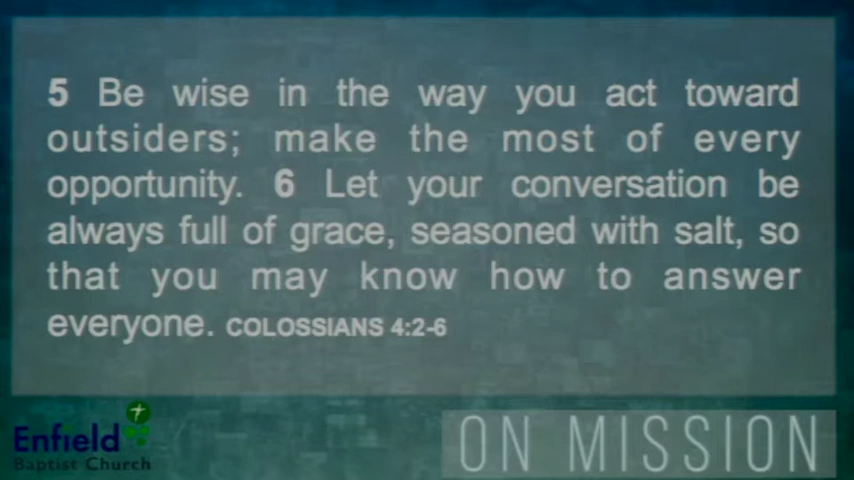 5 Be wise in the way you act toward
outsiders; make the most of every
opportunity. 6 Let your conversation be
always full of grace, seasoned with salt, so
that you may know how to answer
everyone. COLOSSIANS 4:2-6
Enfield
Baptist Church
ON MISSION